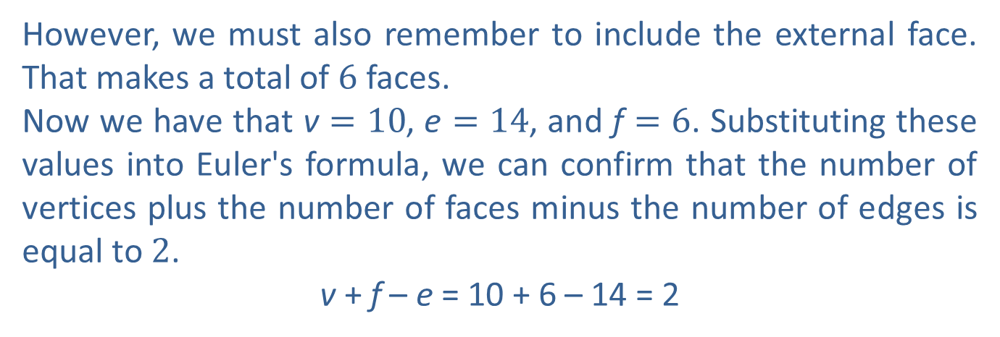 However, we must also remember to include the external face.
That makes a total of 6 faces.
Now we have that v = 10, e = 14, and f = 6. Substituting these
values into Euler's formula, we can confirm that the number of
vertices plus the number of faces minus the number of edges is
equal to 2.
v + f – e = 10 + 6 – 14 = 2